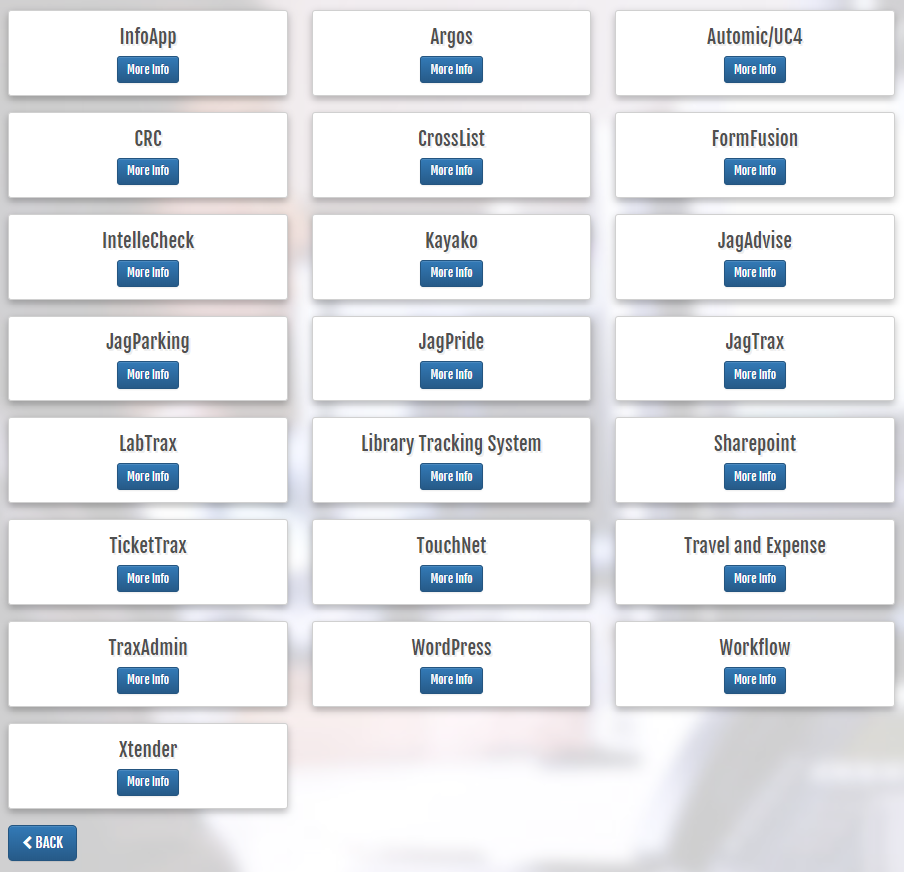 InfoApp
More Info
Argos
More Info
Automic/UC4
More Info
CRC
More Info
CrossList
More Info
FormFusion
More Info
IntelleCheck
More Info
Kayako
More Info
JagAdvise
More Info
JagParking
More Info
JagPride
More Info
JagTrax
More Info
LabTrax
More Info
Library Tracking System
More Info
Sharepoint
More Info
TicketTrax
More Info
TouchNet
More Info
Travel and Expense
More Info
TraxAdmin
More Info
WordPress
More Info
Workflow
More Info
Xtender
More Info
BACK